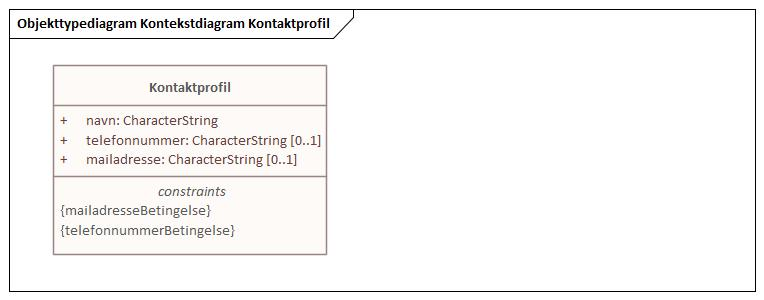 Objekttypediagram Kontekstdiagram Kontaktprofil
Kontaktprofil
+ navn: CharacterString
+ telefonnummer: CharacterString [0..1]
+ mailadresse: CharacterString [0..1]
constraints
{mailadresseBetingelse}
{telefonnummerBetingelse}